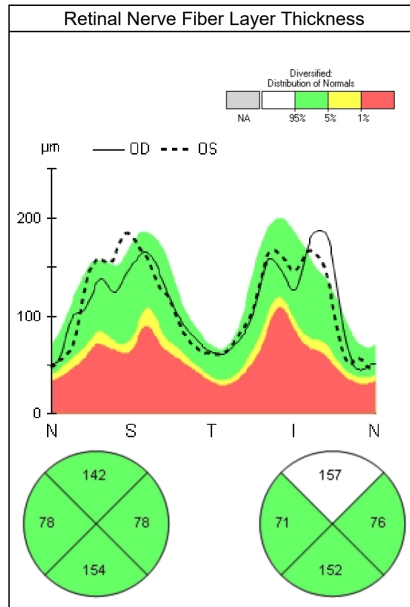 Retinal Nerve Fiber Layer Thickness
Diversified:
Distribution of Normals
NA 95% 5% 1%
µm OD OS
200
100
0
N S T I N
142
78 78
154
157
71 76
152